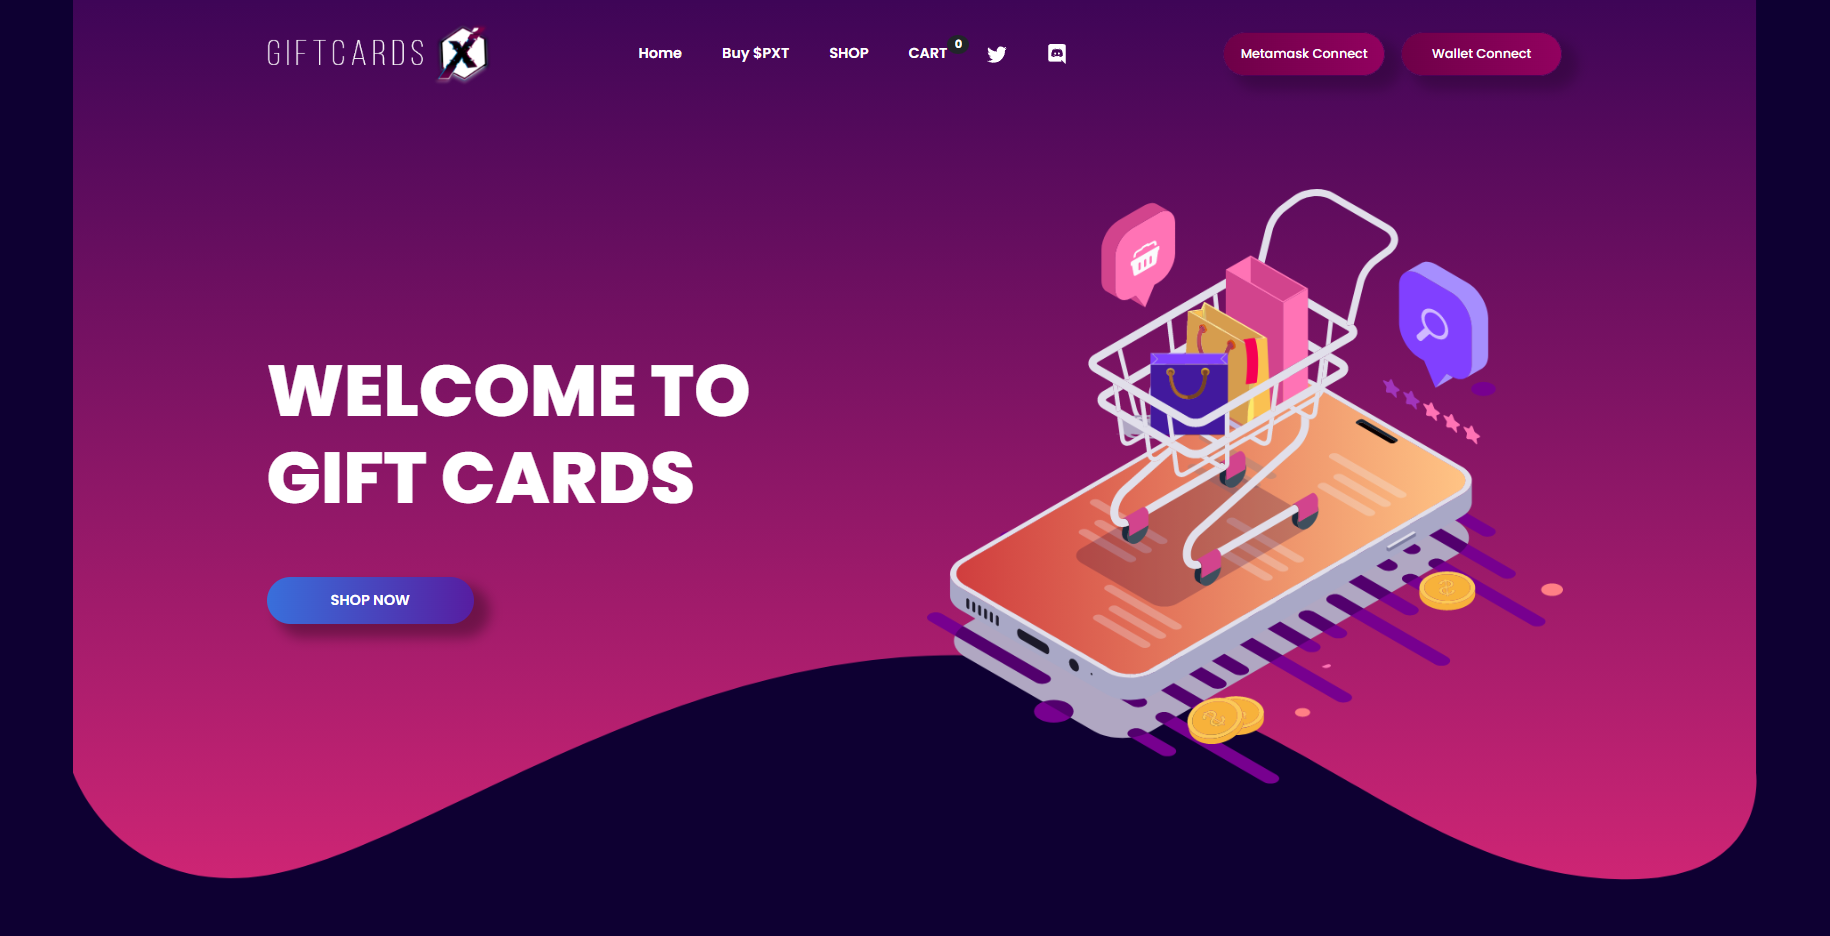 GIFTCARDS X
Home
Buy $PXT
SHOP
CART 0
Metamask Connect
Wallet Connect
WELCOME TO
GIFT CARDS
SHOP NOW